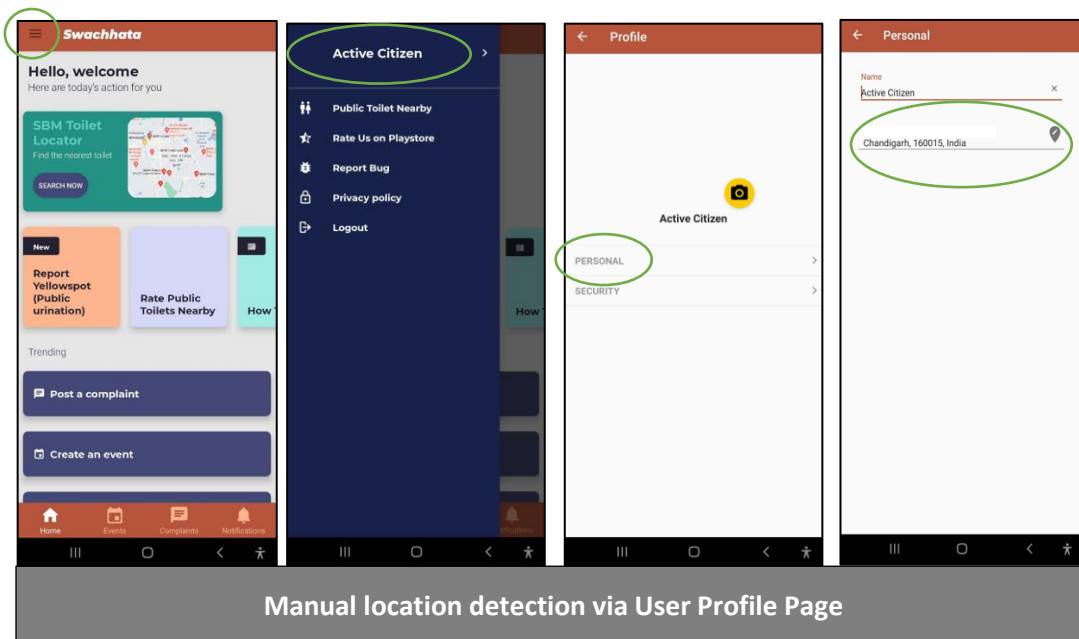 Swachhata
Hello, welcome
Here are today's action for you
SBM Toilet
Locator
Find the nearest toilet
SEARCH NOW
New
Report
Yellowspot
(Public
urination)
Rate Public
Toilets Nearby
How
Trending
Post a complaint
Create an event
Home
Events
Complaints
Notifications
Active Citizen
Public Toilet Nearby
Rate Us on Playstore
Report Bug
Privacy policy
Logout
How
Profile
Active Citizen
PERSONAL
SECURITY
Personal
Name
Active Citizen
Chandigarh, 160015, India
Manual location detection via User Profile Page